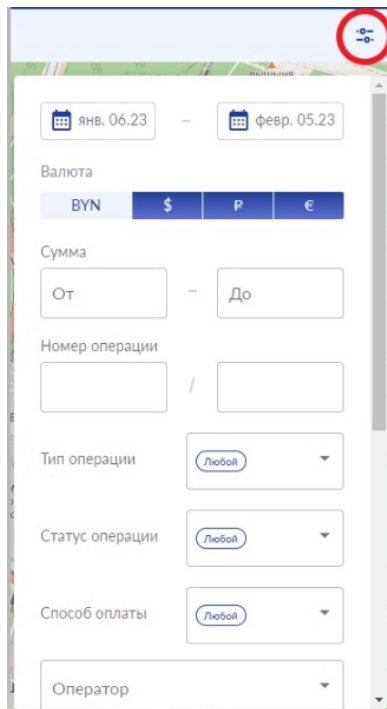 янв. 06.23 – февр. 05.23
Валюта
BYN $ ₽ €
Сумма
От – До
Номер операции
/
Тип операции Любой
Статус операции Любой
Способ оплаты Любой
Оператор